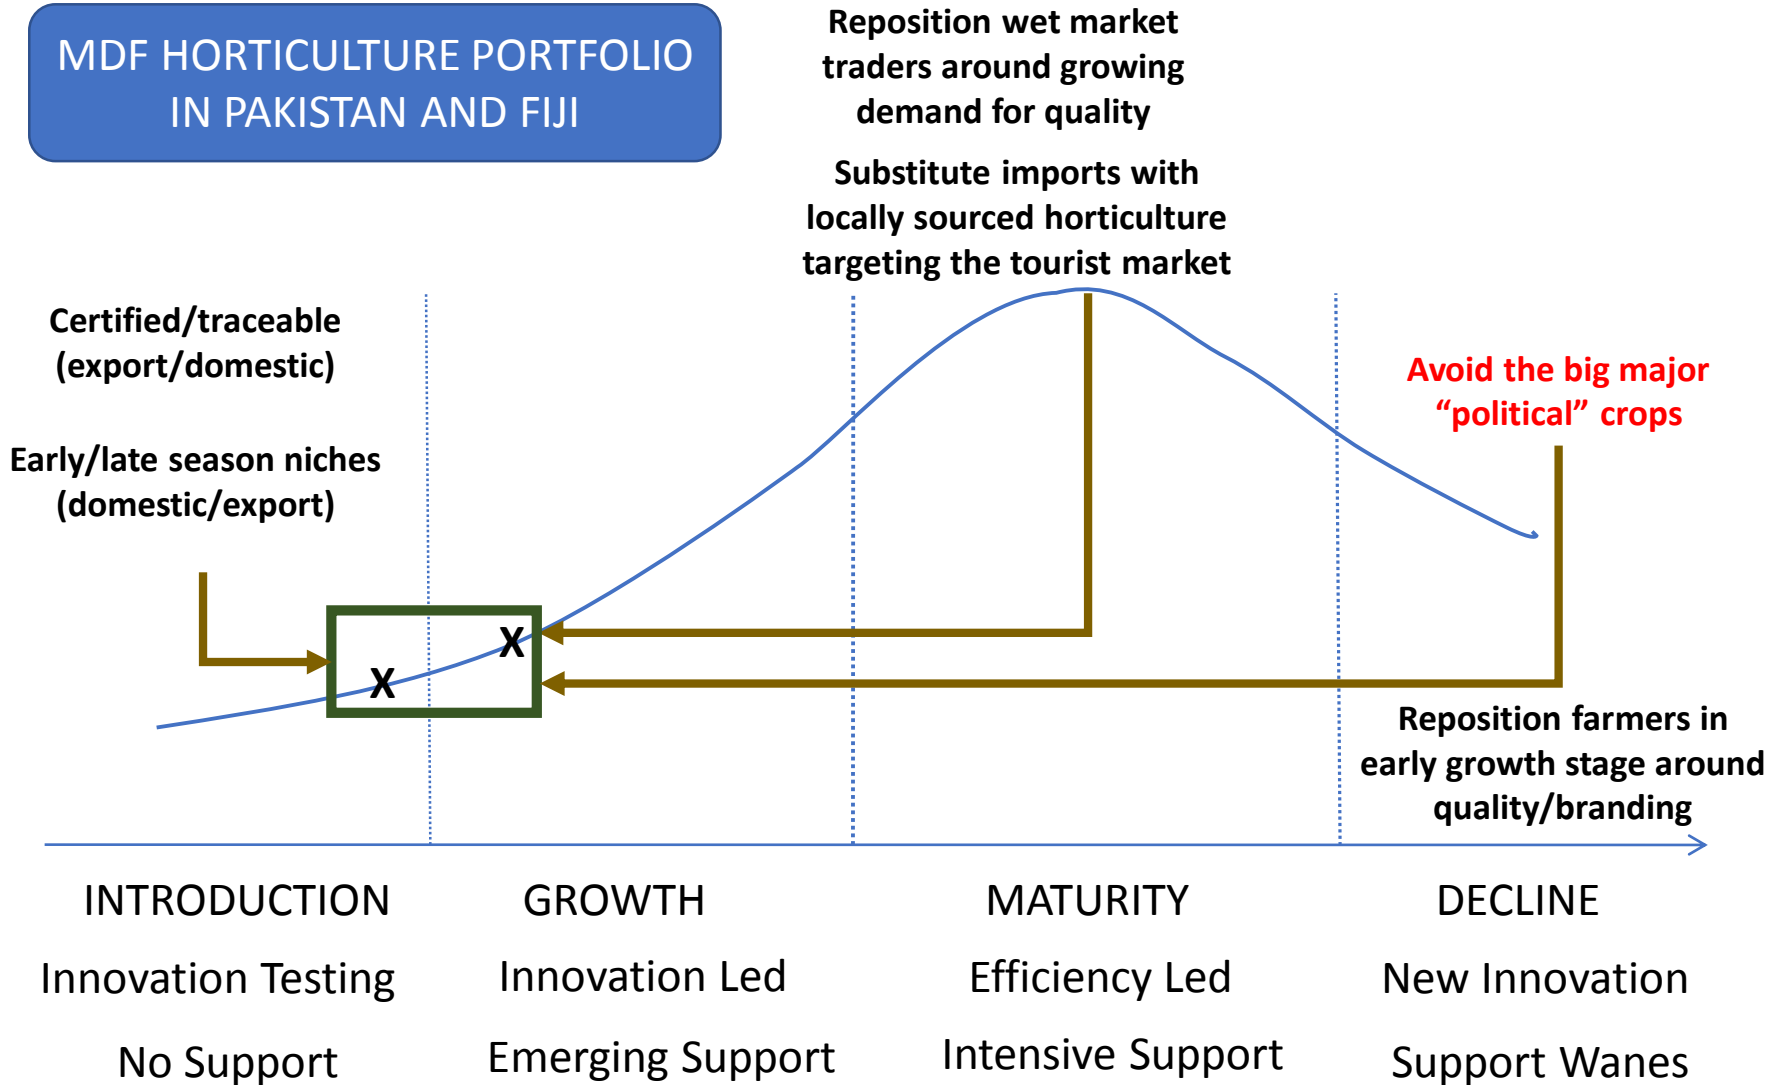 MDF HORTICULTURE PORTFOLIO
IN PAKISTAN AND FIJI
Reposition wet market
traders around growing
demand for quality
Substitute imports with
locally sourced horticulture
targeting the tourist market
Certified/traceable
(export/domestic)
Early/late season niches
(domestic/export)
Avoid the big major
“political” crops
X
X
Reposition farmers in
early growth stage around
quality/branding
INTRODUCTION
GROWTH
MATURITY
DECLINE
Innovation Testing
Innovation Led
Efficiency Led
New Innovation
No Support
Emerging Support
Intensive Support
Support Wanes